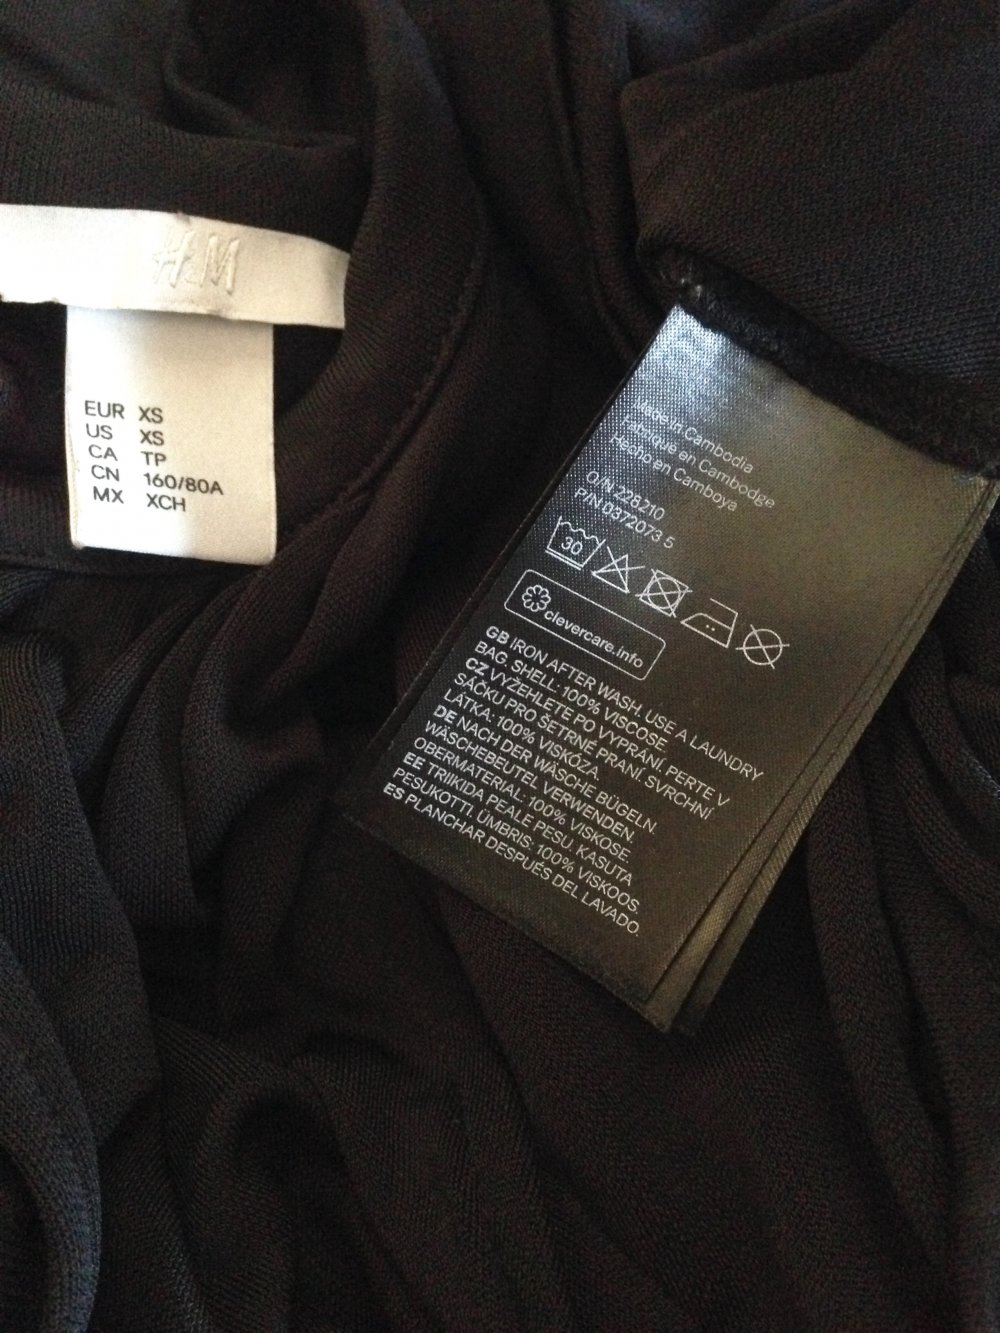 H&M
EUR XS
US XS
CA TP
CN 160/80A
MX XCH
Made in Cambodia
Fabriqué en Cambodge
Hecho en Camboya
O/N 228210
P/N 0372073 5
30
clevercare.info
GB IRON AFTER WASH. USE A LAUNDRY
BAG. SHELL: 100% VISCOSE.
CZ VYŽEHLETE PO VYPRÁNÍ. PERTE V
SÁČKU PRO ŠETRNÉ PRANÍ. SVRCHNÍ
LÁTKA: 100% VISKÓZA.
DE NACH DER WÄSCHE BÜGELN.
WÄSCHEBEUTEL VERWENDEN.
OBERMATERIAL: 100% VISKOSE.
EE TRIIKIDA PEALE PESU. KASUTA
PESUKOTTI. ÜMBRIS: 100% VISKOOS.
ES PLANCHAR DESPUÉS DEL LAVADO.